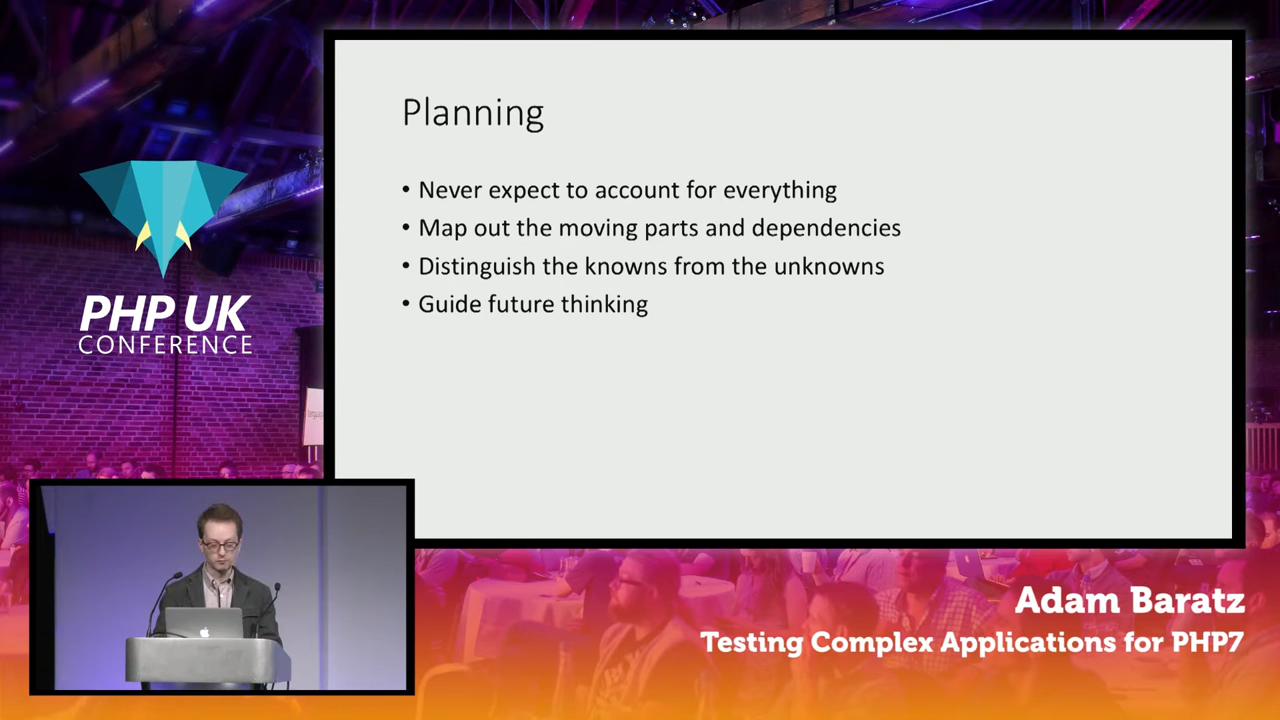 Planning
• Never expect to account for everything
• Map out the moving parts and dependencies
• Distinguish the knowns from the unknowns
• Guide future thinking
PHP UK
CONFERENCE
Adam Baratz
Testing Complex Applications for PHP7